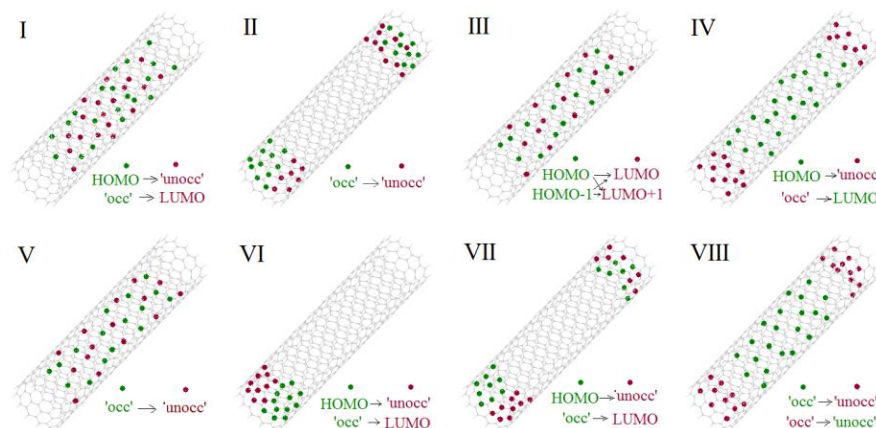 I
HOMO → 'unocc'
'occ' → LUMO
II
'occ' → 'unocc'
III
HOMO → LUMO
HOMO-1 → LUMO+1
IV
HOMO → 'unocc'
'occ' → LUMO
V
'occ' → 'unocc'
VI
HOMO → 'unocc'
'occ' → LUMO
VII
HOMO → 'unocc'
'occ' → LUMO
VIII
'occ' → 'unocc'
'occ' → 'unocc'